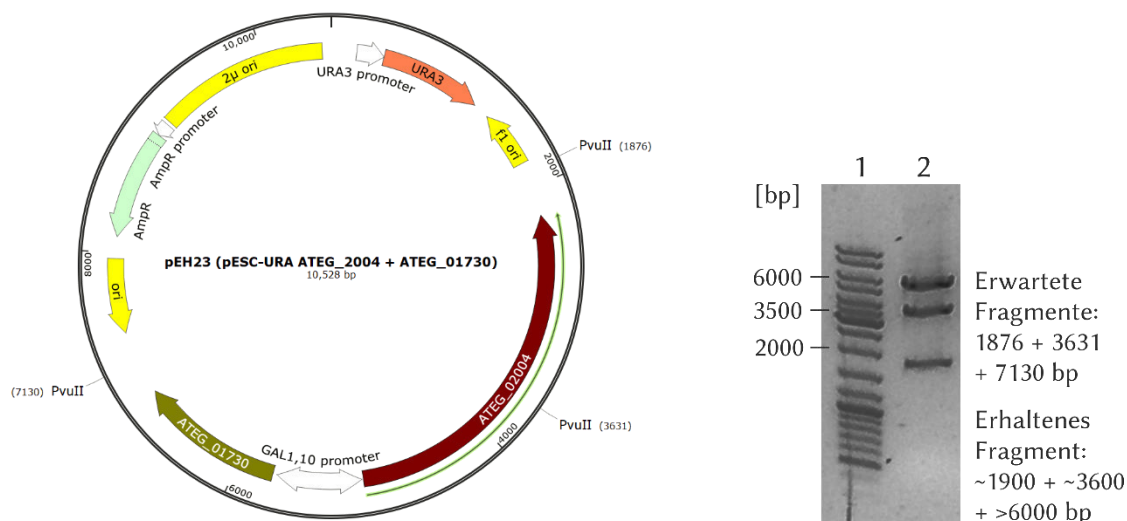 10,000
2μ ori
URA3 promoter
URA3
f1 ori
PvuII (1876)
2000
AmpR promoter
AmpR
8000
ori
pEH23 (pESC-URA ATEG_2004 + ATEG_01730)
10,528 bp
(7130) PvuII
ATEG_02004
PvuII (3631)
4000
GAL1,10 promoter
ATEG_01730
6000
1 2
[bp]
6000
3500
2000
Erwartete
Fragmente:
1876 + 3631
+ 7130 bp
Erhaltenes
Fragment:
~1900 + ~3600
+ >6000 bp